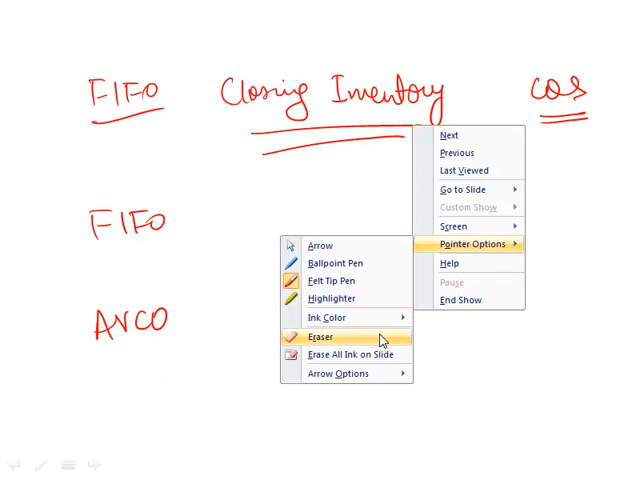 FIFO Closing Inventory COS
Next
Previous
Last Viewed
Go to Slide
Custom Show
Screen
Pointer Options
Help
Pause
End Show
FIFO
AVCO
Arrow
Ballpoint Pen
Felt Tip Pen
Highlighter
Ink Color
Eraser
Erase All Ink on Slide
Arrow Options